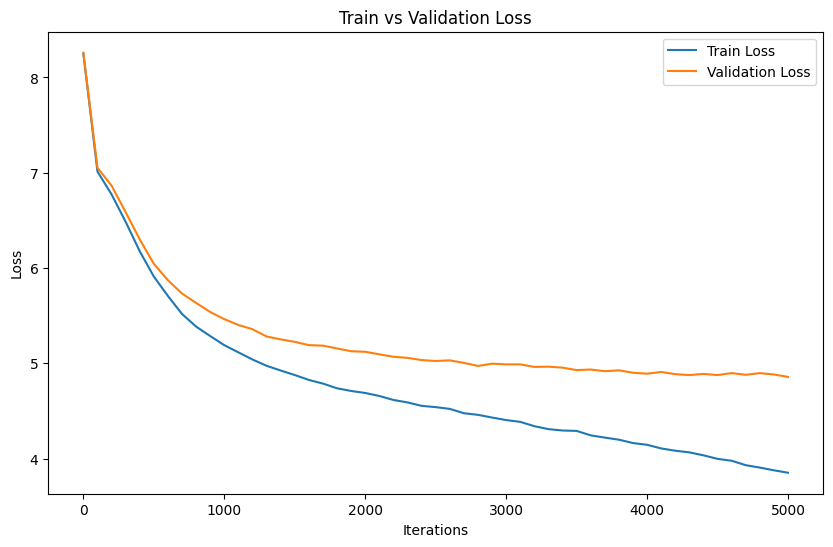 Train vs Validation Loss
Train Loss
Validation Loss
8
7
6
5
4
Loss
0 1000 2000 3000 4000 5000
Iterations